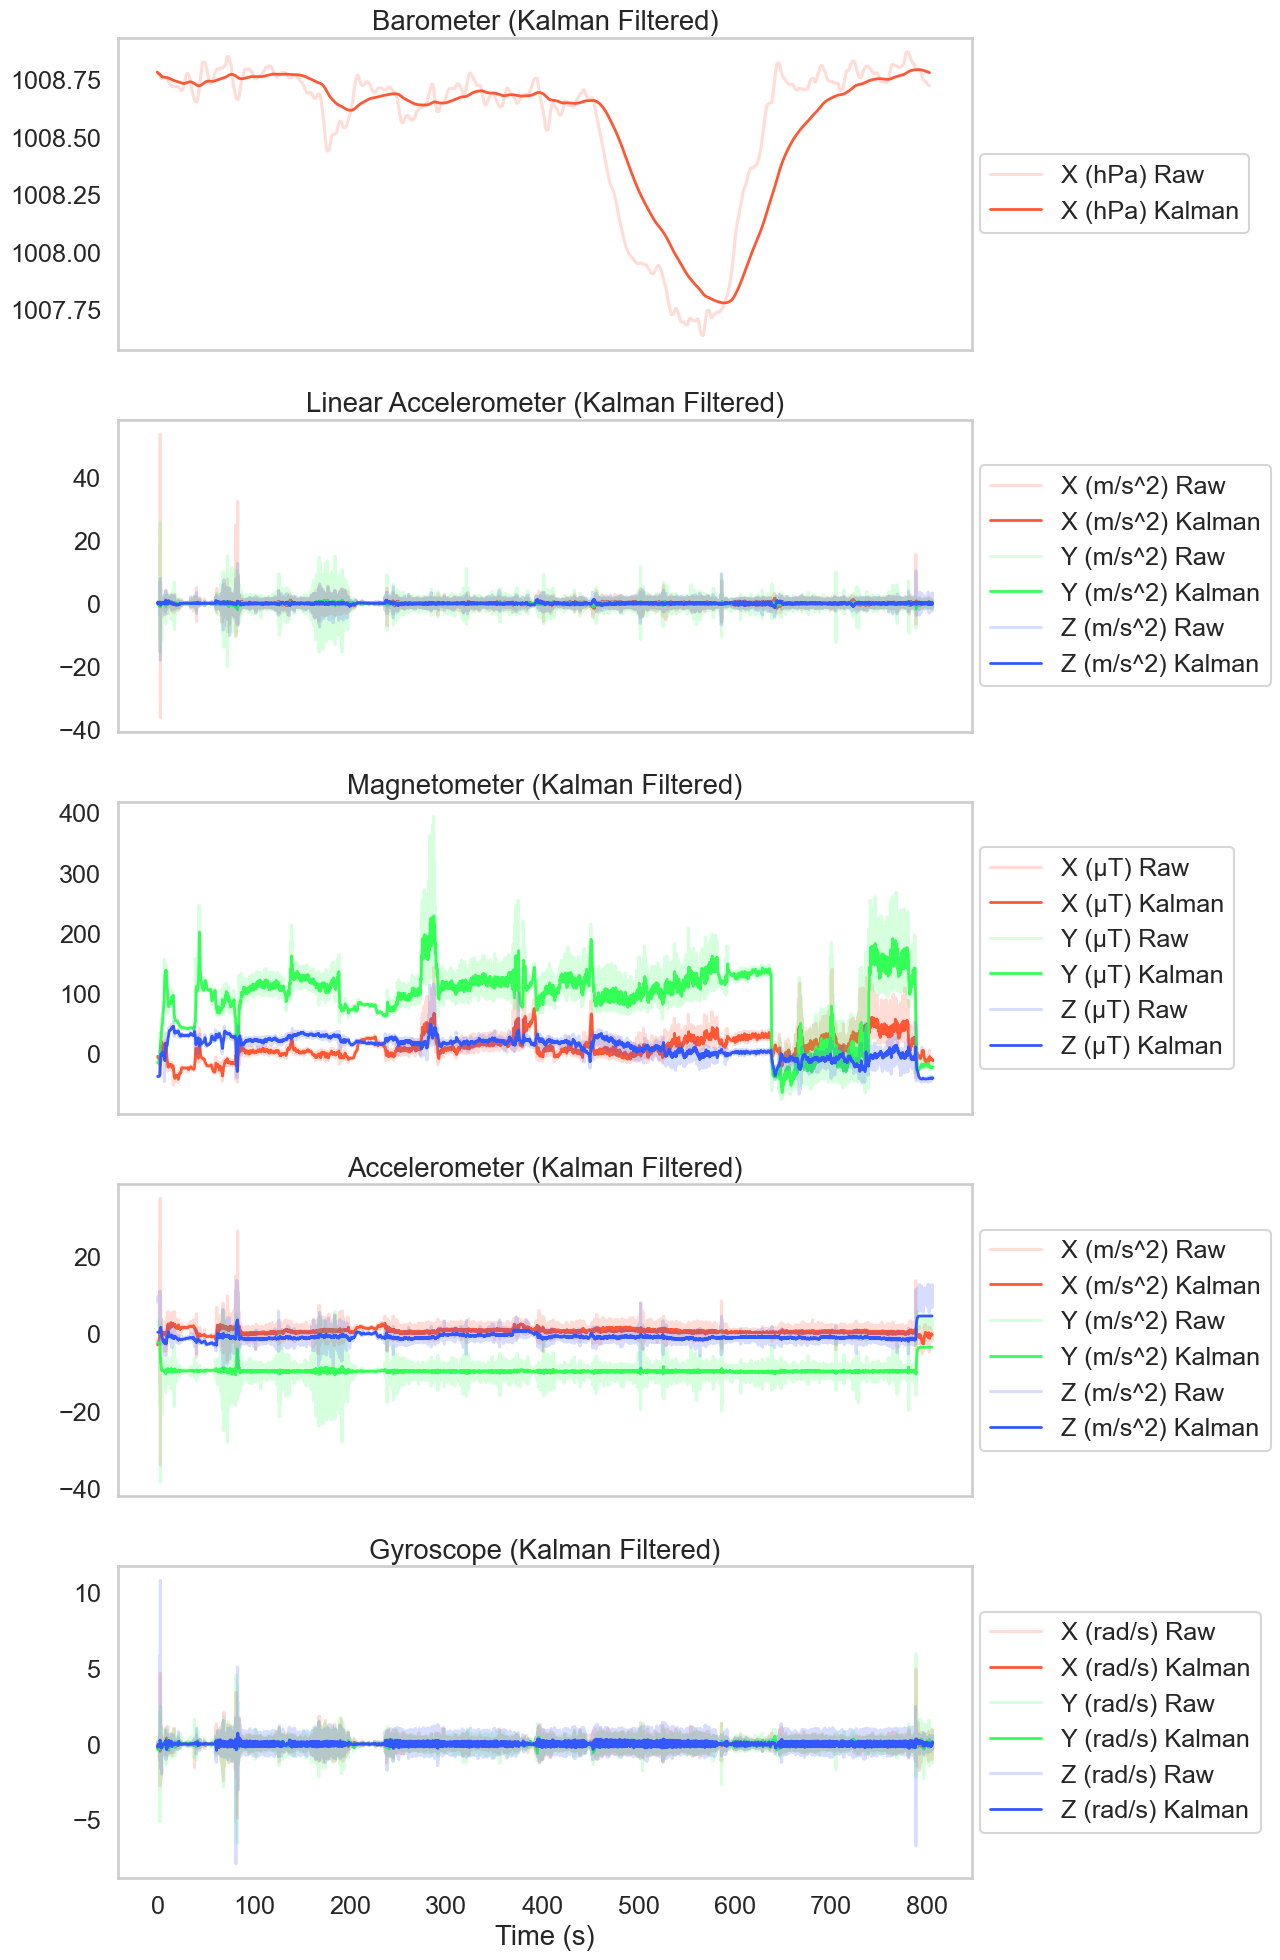 Barometer (Kalman Filtered)
1008.75
1008.50
1008.25
1008.00
1007.75
X (hPa) Raw
X (hPa) Kalman
Linear Accelerometer (Kalman Filtered)
40
20
0
−20
−40
X (m/s^2) Raw
X (m/s^2) Kalman
Y (m/s^2) Raw
Y (m/s^2) Kalman
Z (m/s^2) Raw
Z (m/s^2) Kalman
Magnetometer (Kalman Filtered)
400
300
200
100
0
X (µT) Raw
X (µT) Kalman
Y (µT) Raw
Y (µT) Kalman
Z (µT) Raw
Z (µT) Kalman
Accelerometer (Kalman Filtered)
20
0
−20
−40
X (m/s^2) Raw
X (m/s^2) Kalman
Y (m/s^2) Raw
Y (m/s^2) Kalman
Z (m/s^2) Raw
Z (m/s^2) Kalman
Gyroscope (Kalman Filtered)
10
5
0
−5
X (rad/s) Raw
X (rad/s) Kalman
Y (rad/s) Raw
Y (rad/s) Kalman
Z (rad/s) Raw
Z (rad/s) Kalman
0 100 200 300 400 500 600 700 800
Time (s)